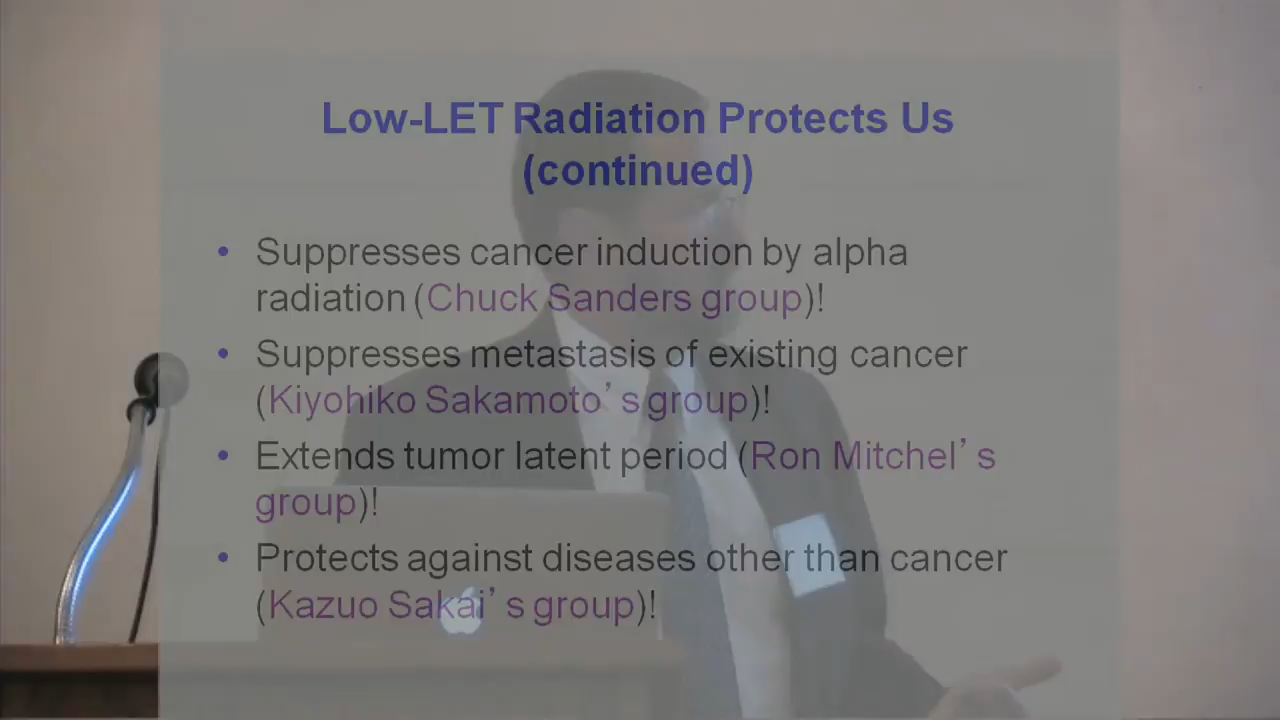 Low-LET Radiation Protects Us
(continued)
• Suppresses cancer induction by alpha
radiation (Chuck Sanders group)!
• Suppresses metastasis of existing cancer
(Kiyohiko Sakamoto’s group)!
• Extends tumor latent period (Ron Mitchel’s
group)!
• Protects against diseases other than cancer
(Kazuo Sakai’s group)!